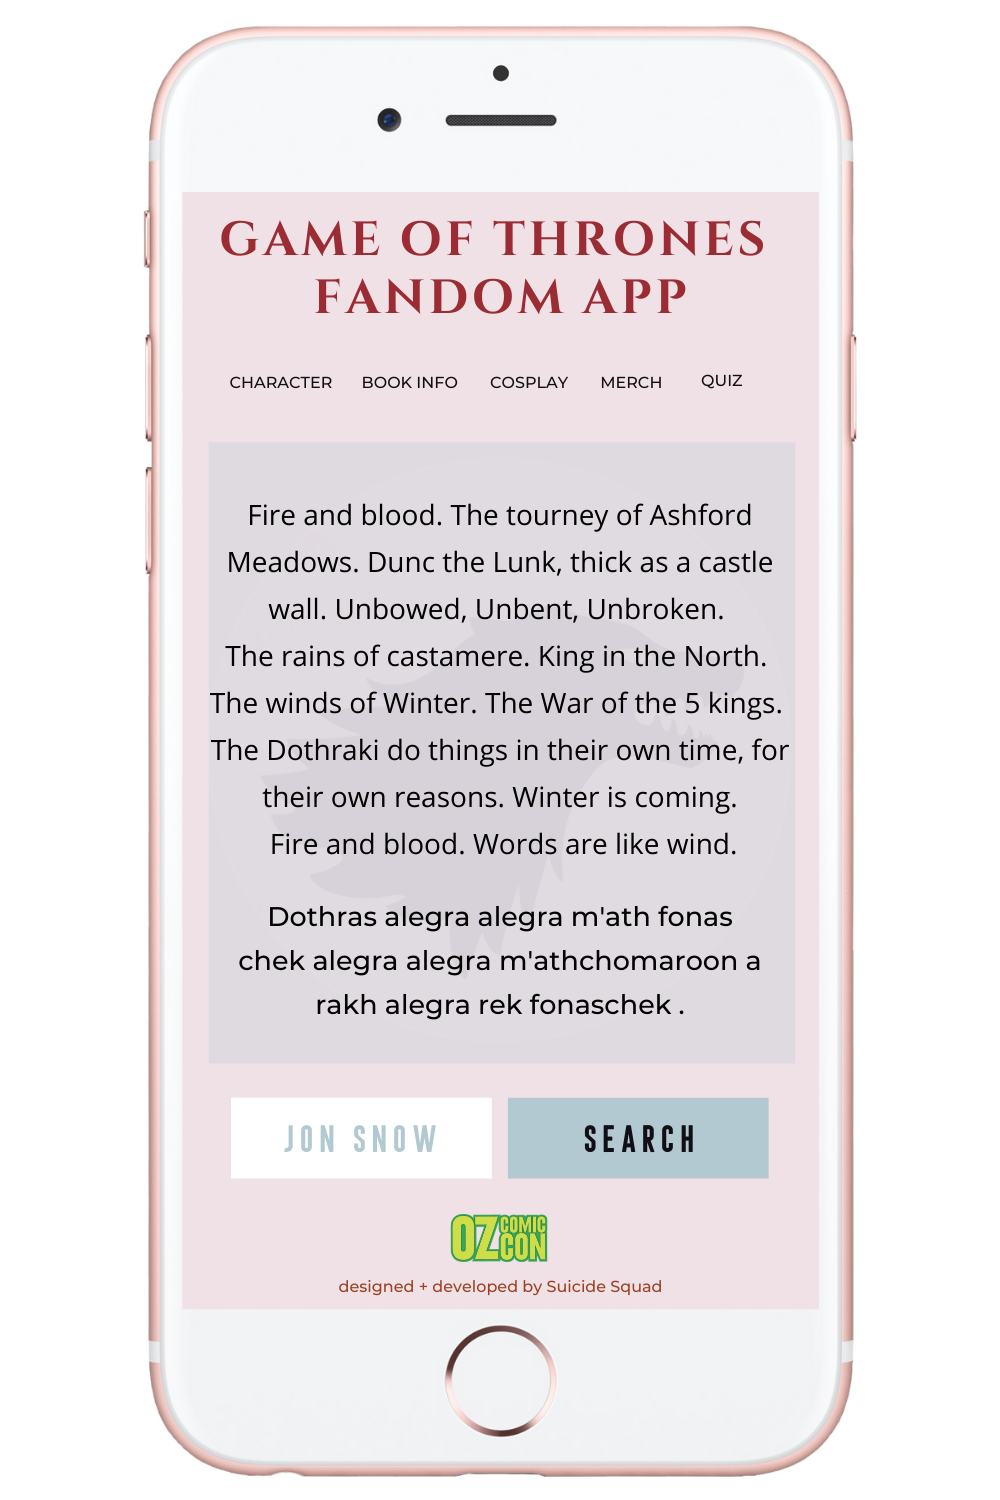 GAME OF THRONES
FANDOM APP
CHARACTER BOOK INFO COSPLAY MERCH QUIZ
Fire and blood. The tourney of Ashford
Meadows. Dunc the Lunk, thick as a castle
wall. Unbowed, Unbent, Unbroken.
The rains of castamere. King in the North.
The winds of Winter. The War of the 5 kings.
The Dothraki do things in their own time, for
their own reasons. Winter is coming.
Fire and blood. Words are like wind.
Dothras alegra alegra m'ath fonas
chek alegra alegra m'athchomaroon a
rakh alegra rek fonaschek .
JON SNOW SEARCH
OZ COMIC
CON
designed + developed by Suicide Squad